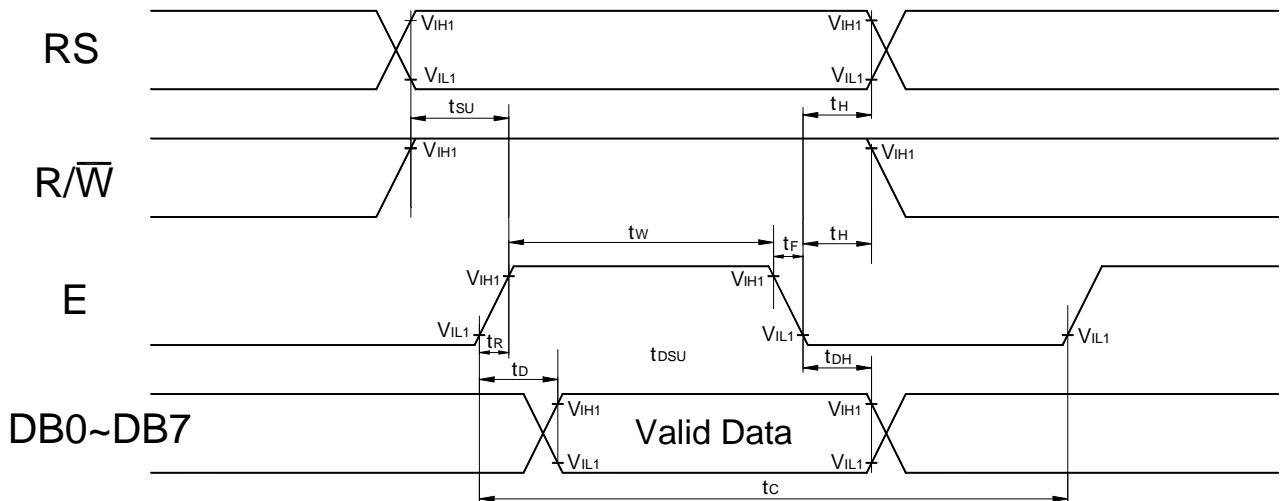 RS
VIH1
VIH1
VIL1
VIL1
tSU
tH
R/W̅
VIH1
VIH1
tW
tF
tH
E
VIH1
VIH1
VIL1
VIL1
VIL1
tR
tD
tDSU
tDH
DB0~DB7
VIH1
Valid Data
VIH1
VIL1
VIL1
tC